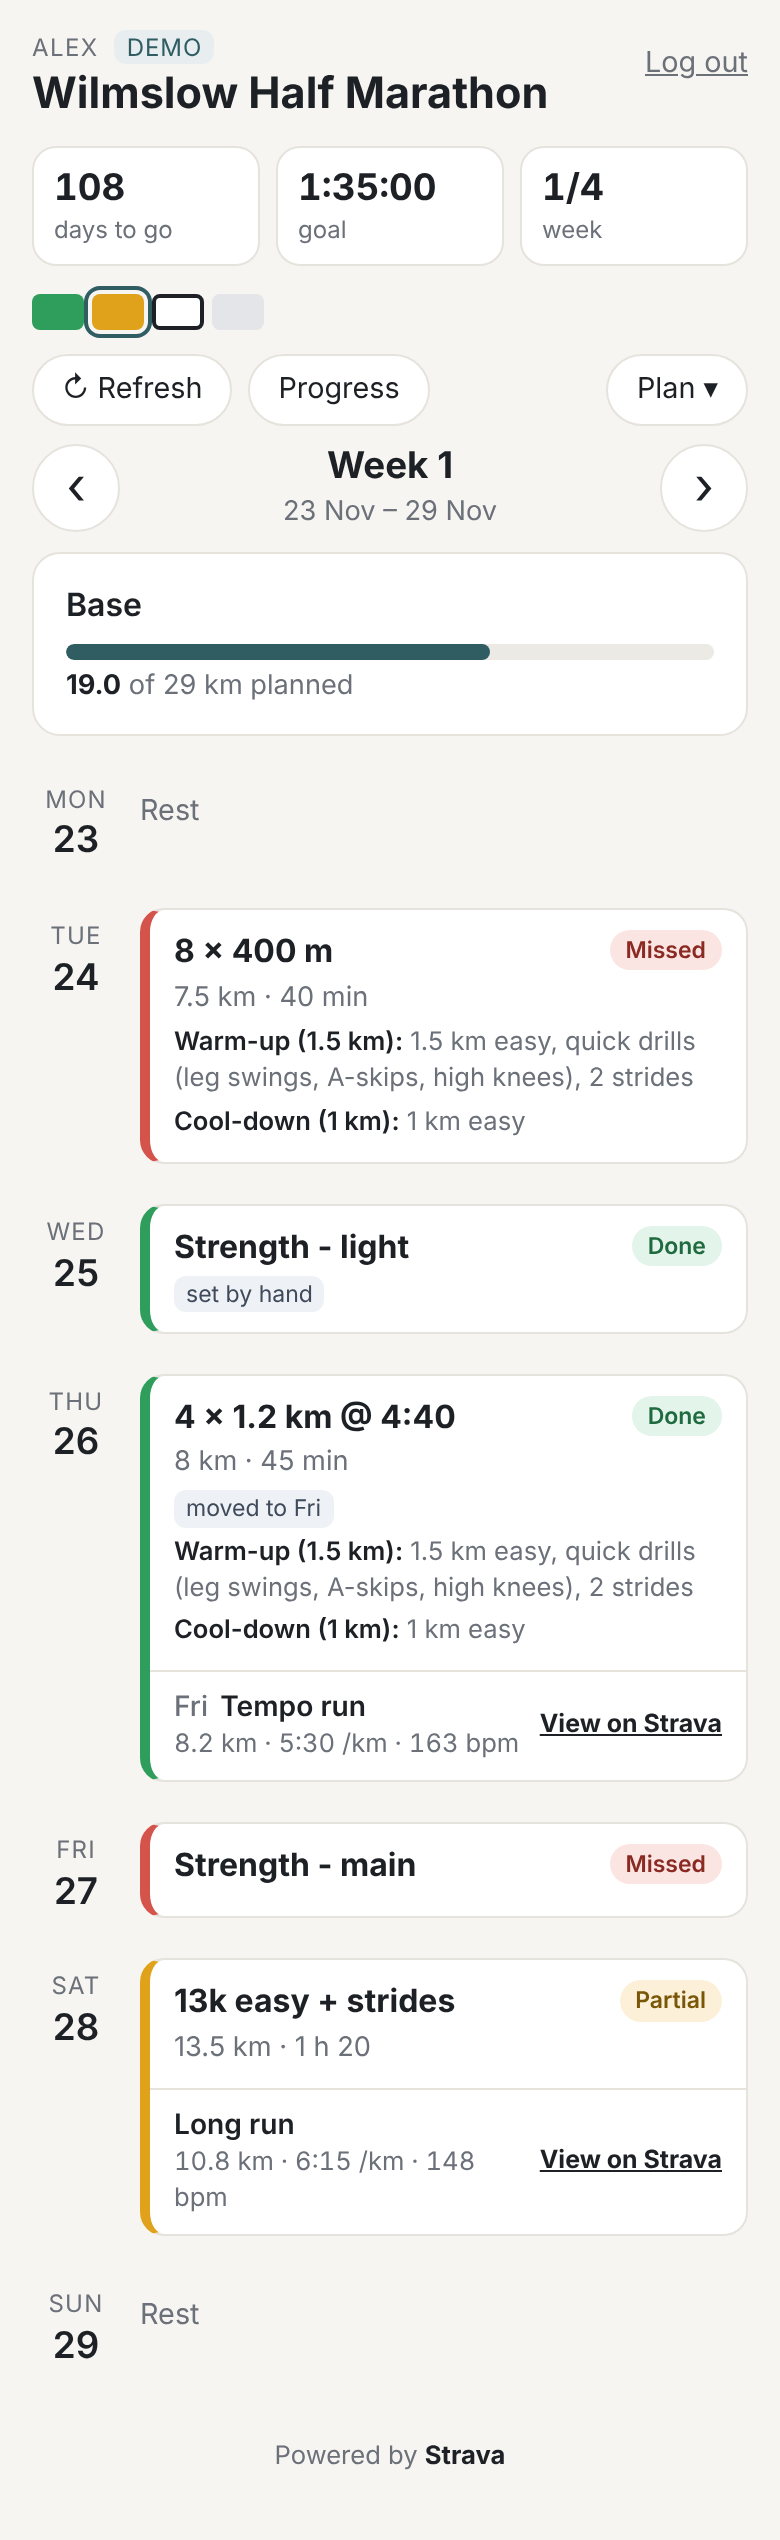 ALEX DEMO
Wilmslow Half Marathon
Log out
108
days to go
1:35:00
goal
1/4
week
↻ Refresh
Progress
Plan ▾
‹
Week 1
23 Nov – 29 Nov
›
Base
19.0 of 29 km planned
MON
23
Rest
TUE
24
8 × 400 m
Missed
7.5 km · 40 min
Warm-up (1.5 km): 1.5 km easy, quick drills
(leg swings, A-skips, high knees), 2 strides
Cool-down (1 km): 1 km easy
WED
25
Strength - light
Done
set by hand
THU
26
4 × 1.2 km @ 4:40
Done
8 km · 45 min
moved to Fri
Warm-up (1.5 km): 1.5 km easy, quick drills
(leg swings, A-skips, high knees), 2 strides
Cool-down (1 km): 1 km easy
Fri Tempo run
8.2 km · 5:30 /km · 163 bpm
View on Strava
FRI
27
Strength - main
Missed
SAT
28
13k easy + strides
Partial
13.5 km · 1 h 20
Long run
10.8 km · 6:15 /km · 148
bpm
View on Strava
SUN
29
Rest
Powered by Strava